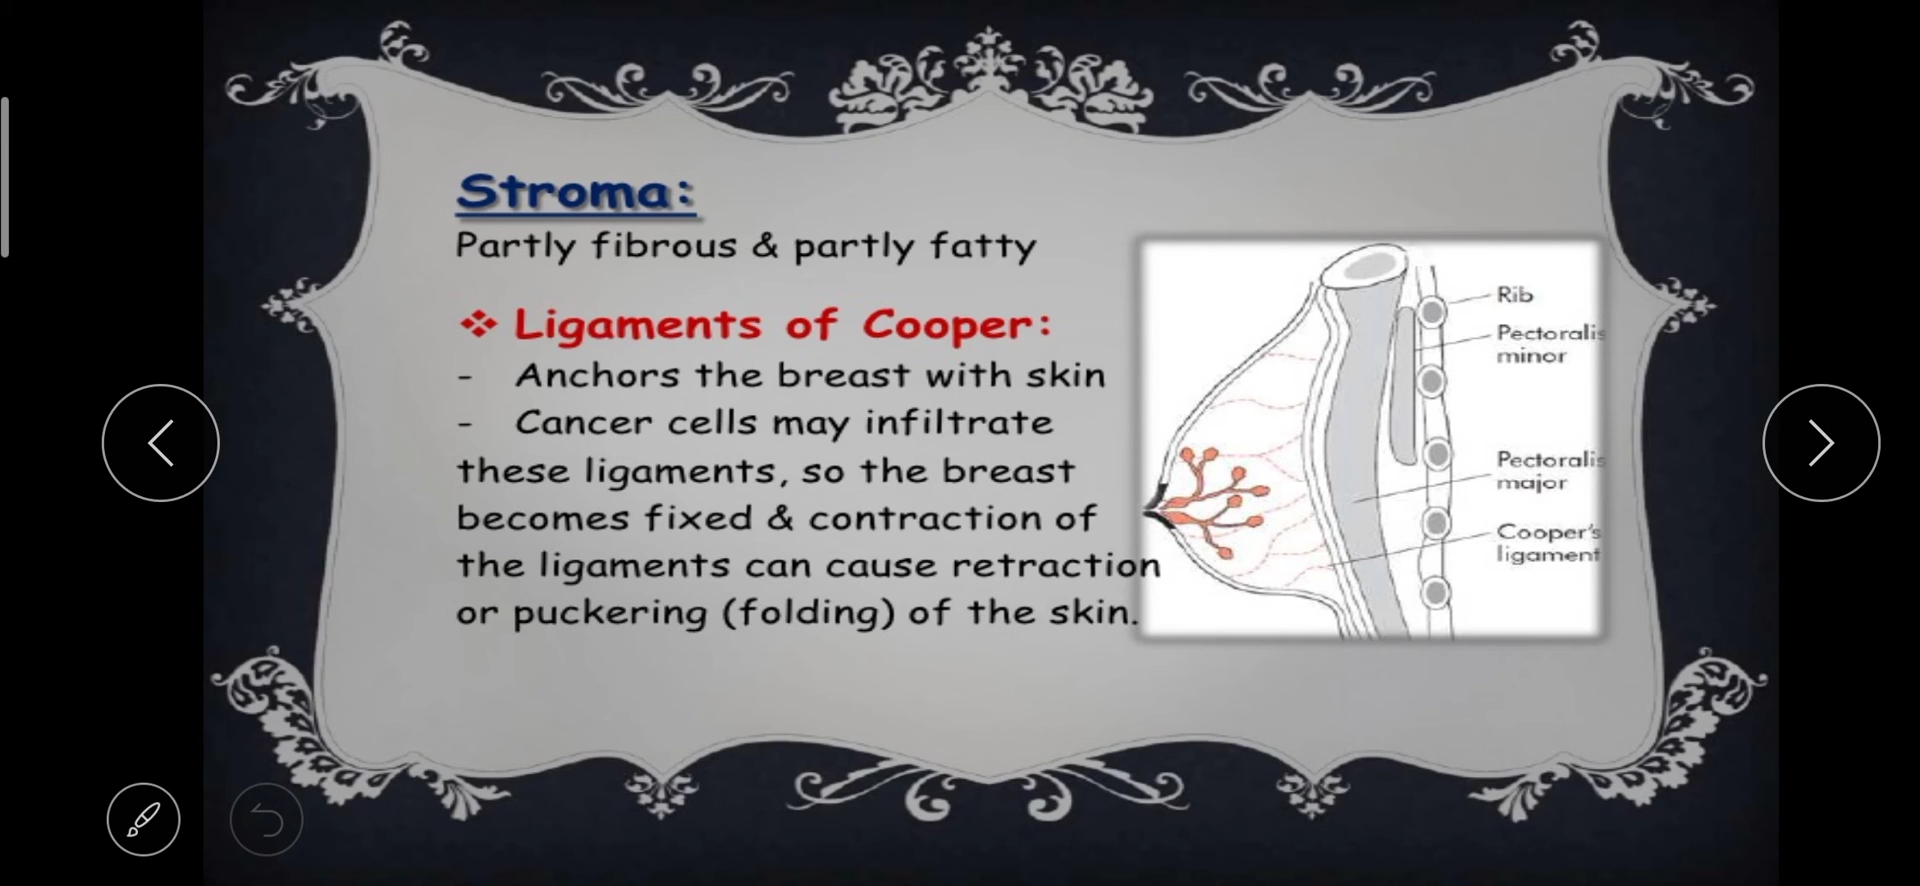 Stroma:
Partly fibrous & partly fatty
❖ Ligaments of Cooper:
- Anchors the breast with skin
- Cancer cells may infiltrate
these ligaments, so the breast
becomes fixed & contraction of
the ligaments can cause retraction
or puckering (folding) of the skin.
Rib
Pectoralis
minor
Pectoralis
major
Cooper's
ligament